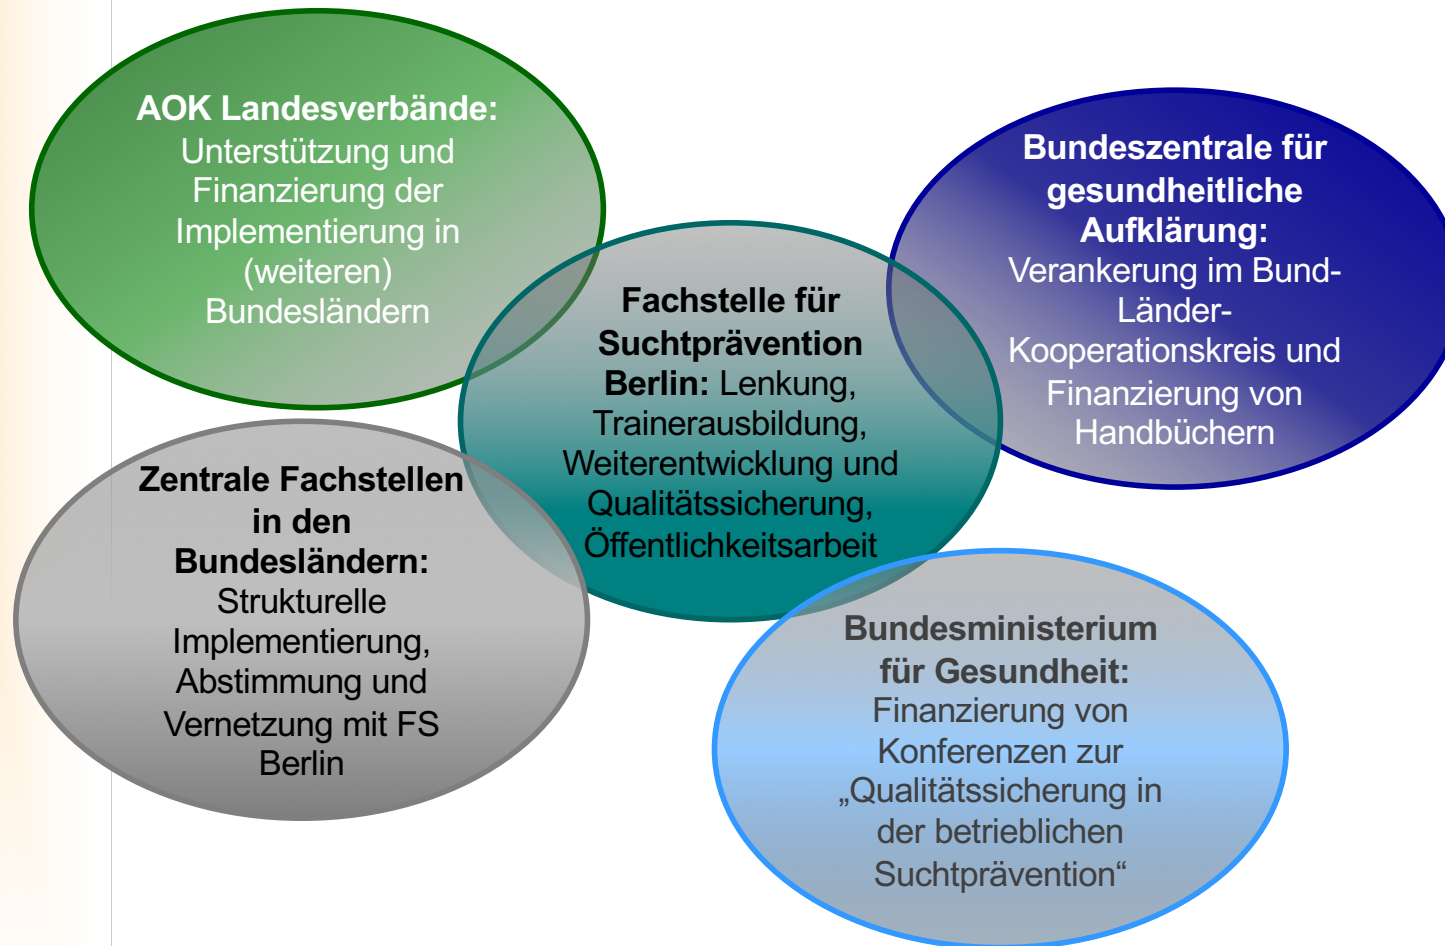 AOK Landesverbände:
Unterstützung und
Finanzierung der
Implementierung in
(weiteren)
Bundesländern
Bundeszentrale für
gesundheitliche
Aufklärung:
Verankerung im Bund-
Länder-
Kooperationskreis und
Finanzierung von
Handbüchern
Fachstelle für
Suchtprävention
Berlin: Lenkung,
Trainerausbildung,
Weiterentwicklung und
Qualitätssicherung,
Öffentlichkeitsarbeit
Zentrale Fachstellen
in den
Bundesländern:
Strukturelle
Implementierung,
Abstimmung und
Vernetzung mit FS
Berlin
Bundesministerium
für Gesundheit:
Finanzierung von
Konferenzen zur
„Qualitätssicherung in
der betrieblichen
Suchtprävention“